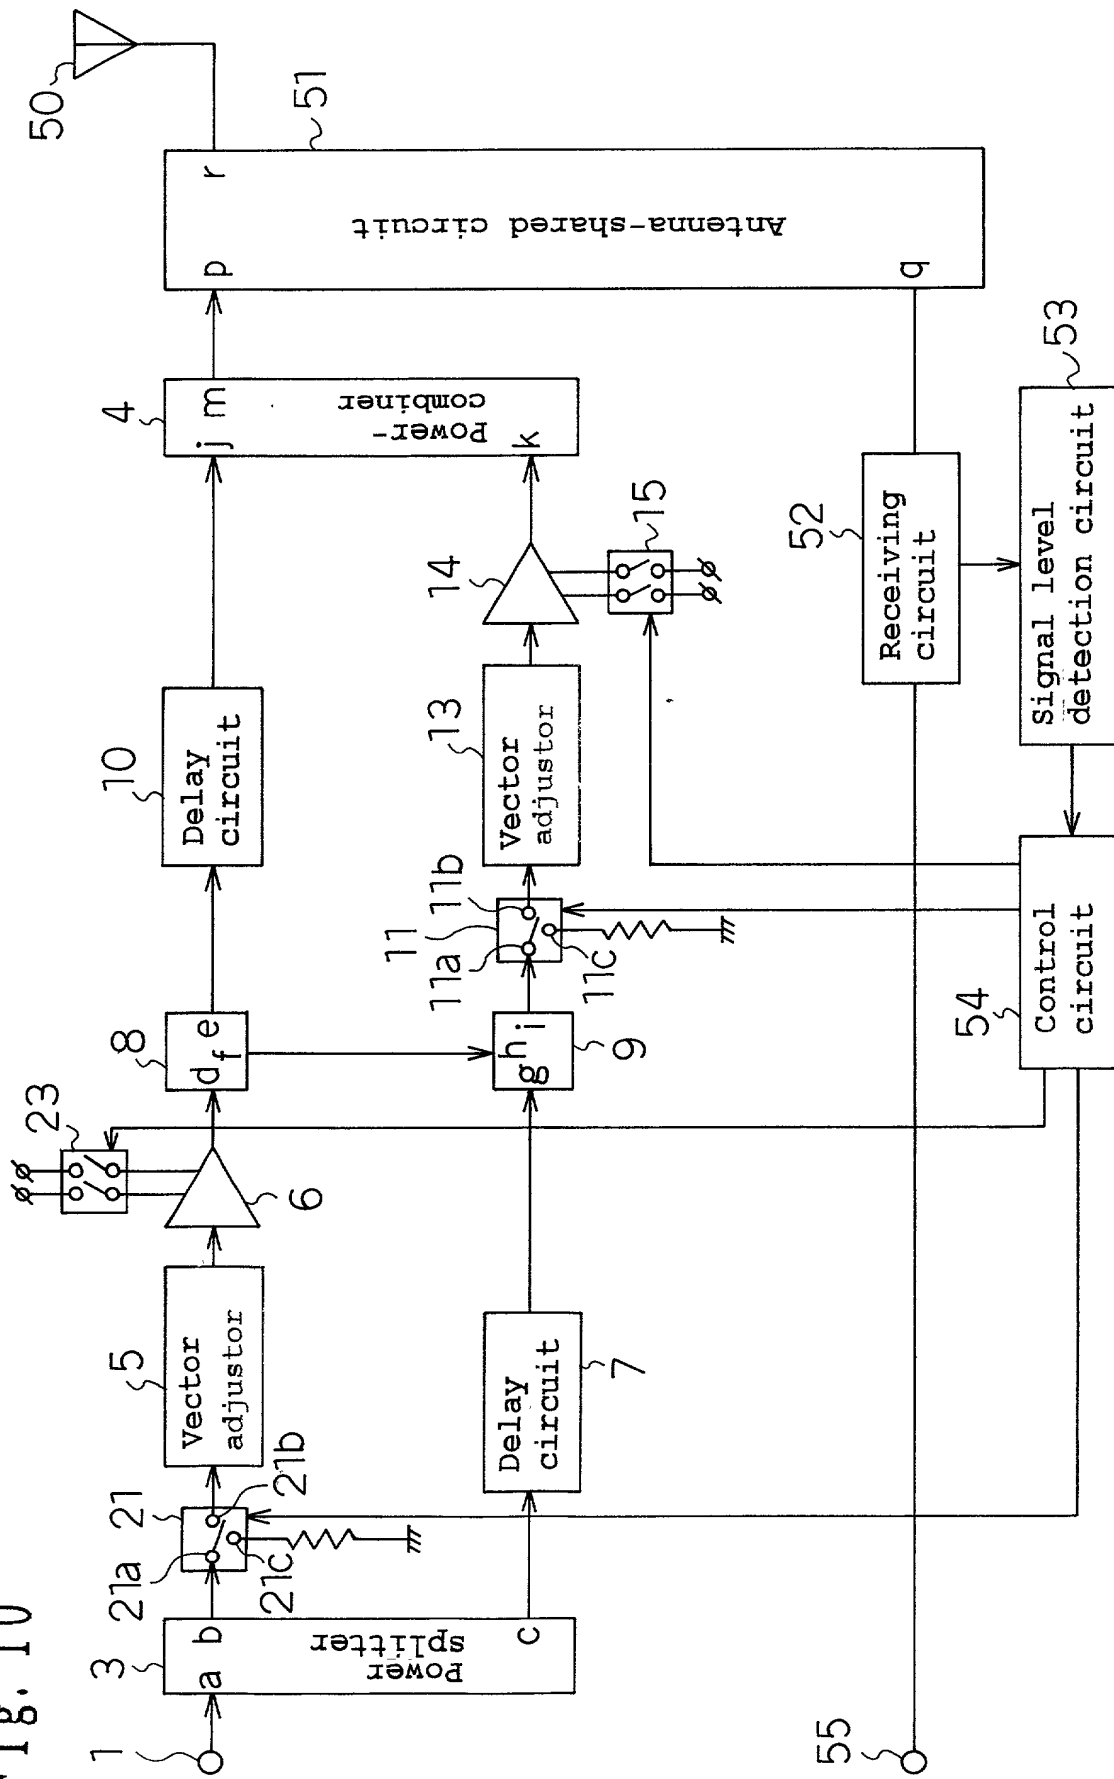 Fig. 10
50
51
r
p
q
Antenna-shared circuit
4
j m
k
Power-
combiner
53
Signal level
detection circuit
52
Receiving
circuit
15
14
10
Delay
circuit
13
Vector
adjustor
11
11a
11b
11c
54
Control
circuit
8
d f e
9
g h i
23
6
5
Vector
adjustor
7
Delay
circuit
21
21a
21b
21c
3
a b
c
Power
splitter
1
55